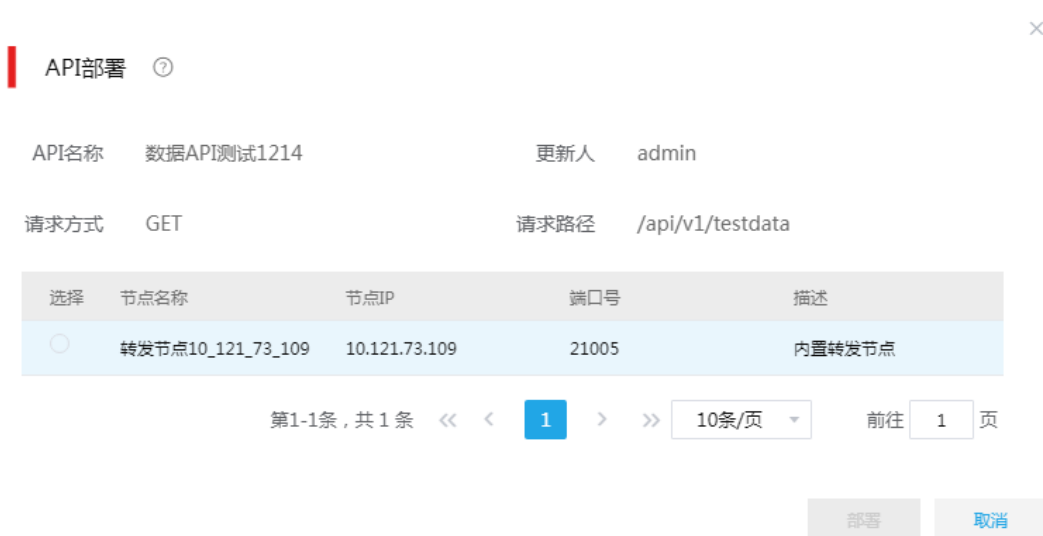 API部署 ?
API名称 数据API测试1214 更新人 admin
请求方式 GET 请求路径 /api/v1/testdata
选择 节点名称 节点IP 端口号 描述
转发节点10_121_73_109 10.121.73.109 21005 内置转发节点
第1-1条，共 1 条 1 10条/页 前往 1 页
部署 取消